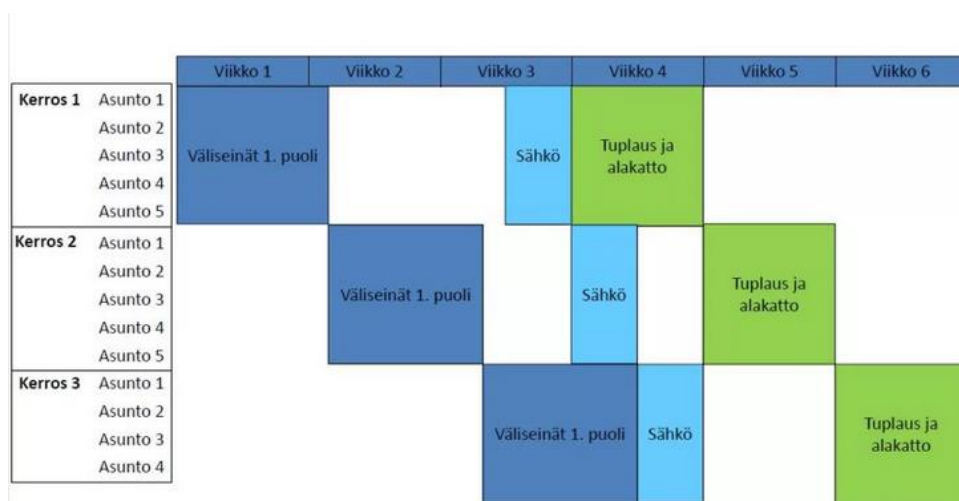 Viikko 1 Viikko 2 Viikko 3 Viikko 4 Viikko 5 Viikko 6
Kerros 1 Asunto 1
Asunto 2
Asunto 3
Asunto 4
Asunto 5
Väliseinät 1. puoli
Sähkö
Tuplaus ja
alakatto
Kerros 2 Asunto 1
Asunto 2
Asunto 3
Asunto 4
Asunto 5
Väliseinät 1. puoli
Sähkö
Tuplaus ja
alakatto
Kerros 3 Asunto 1
Asunto 2
Asunto 3
Asunto 4
Väliseinät 1. puoli
Sähkö
Tuplaus ja
alakatto